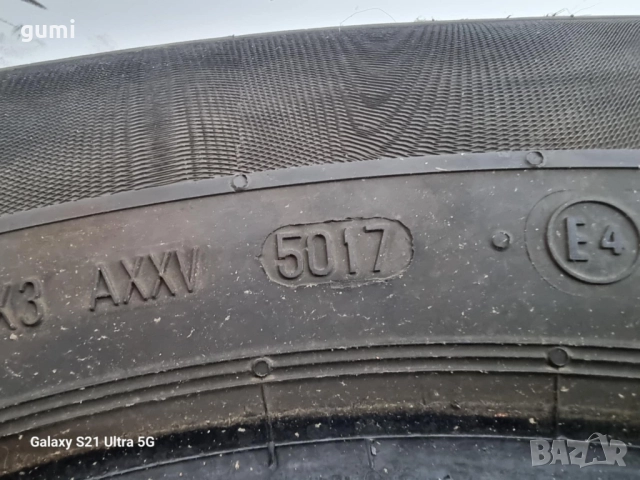 gumi
K3 AXXV 5017 E4
Galaxy S21 Ultra 5G
BAZAR